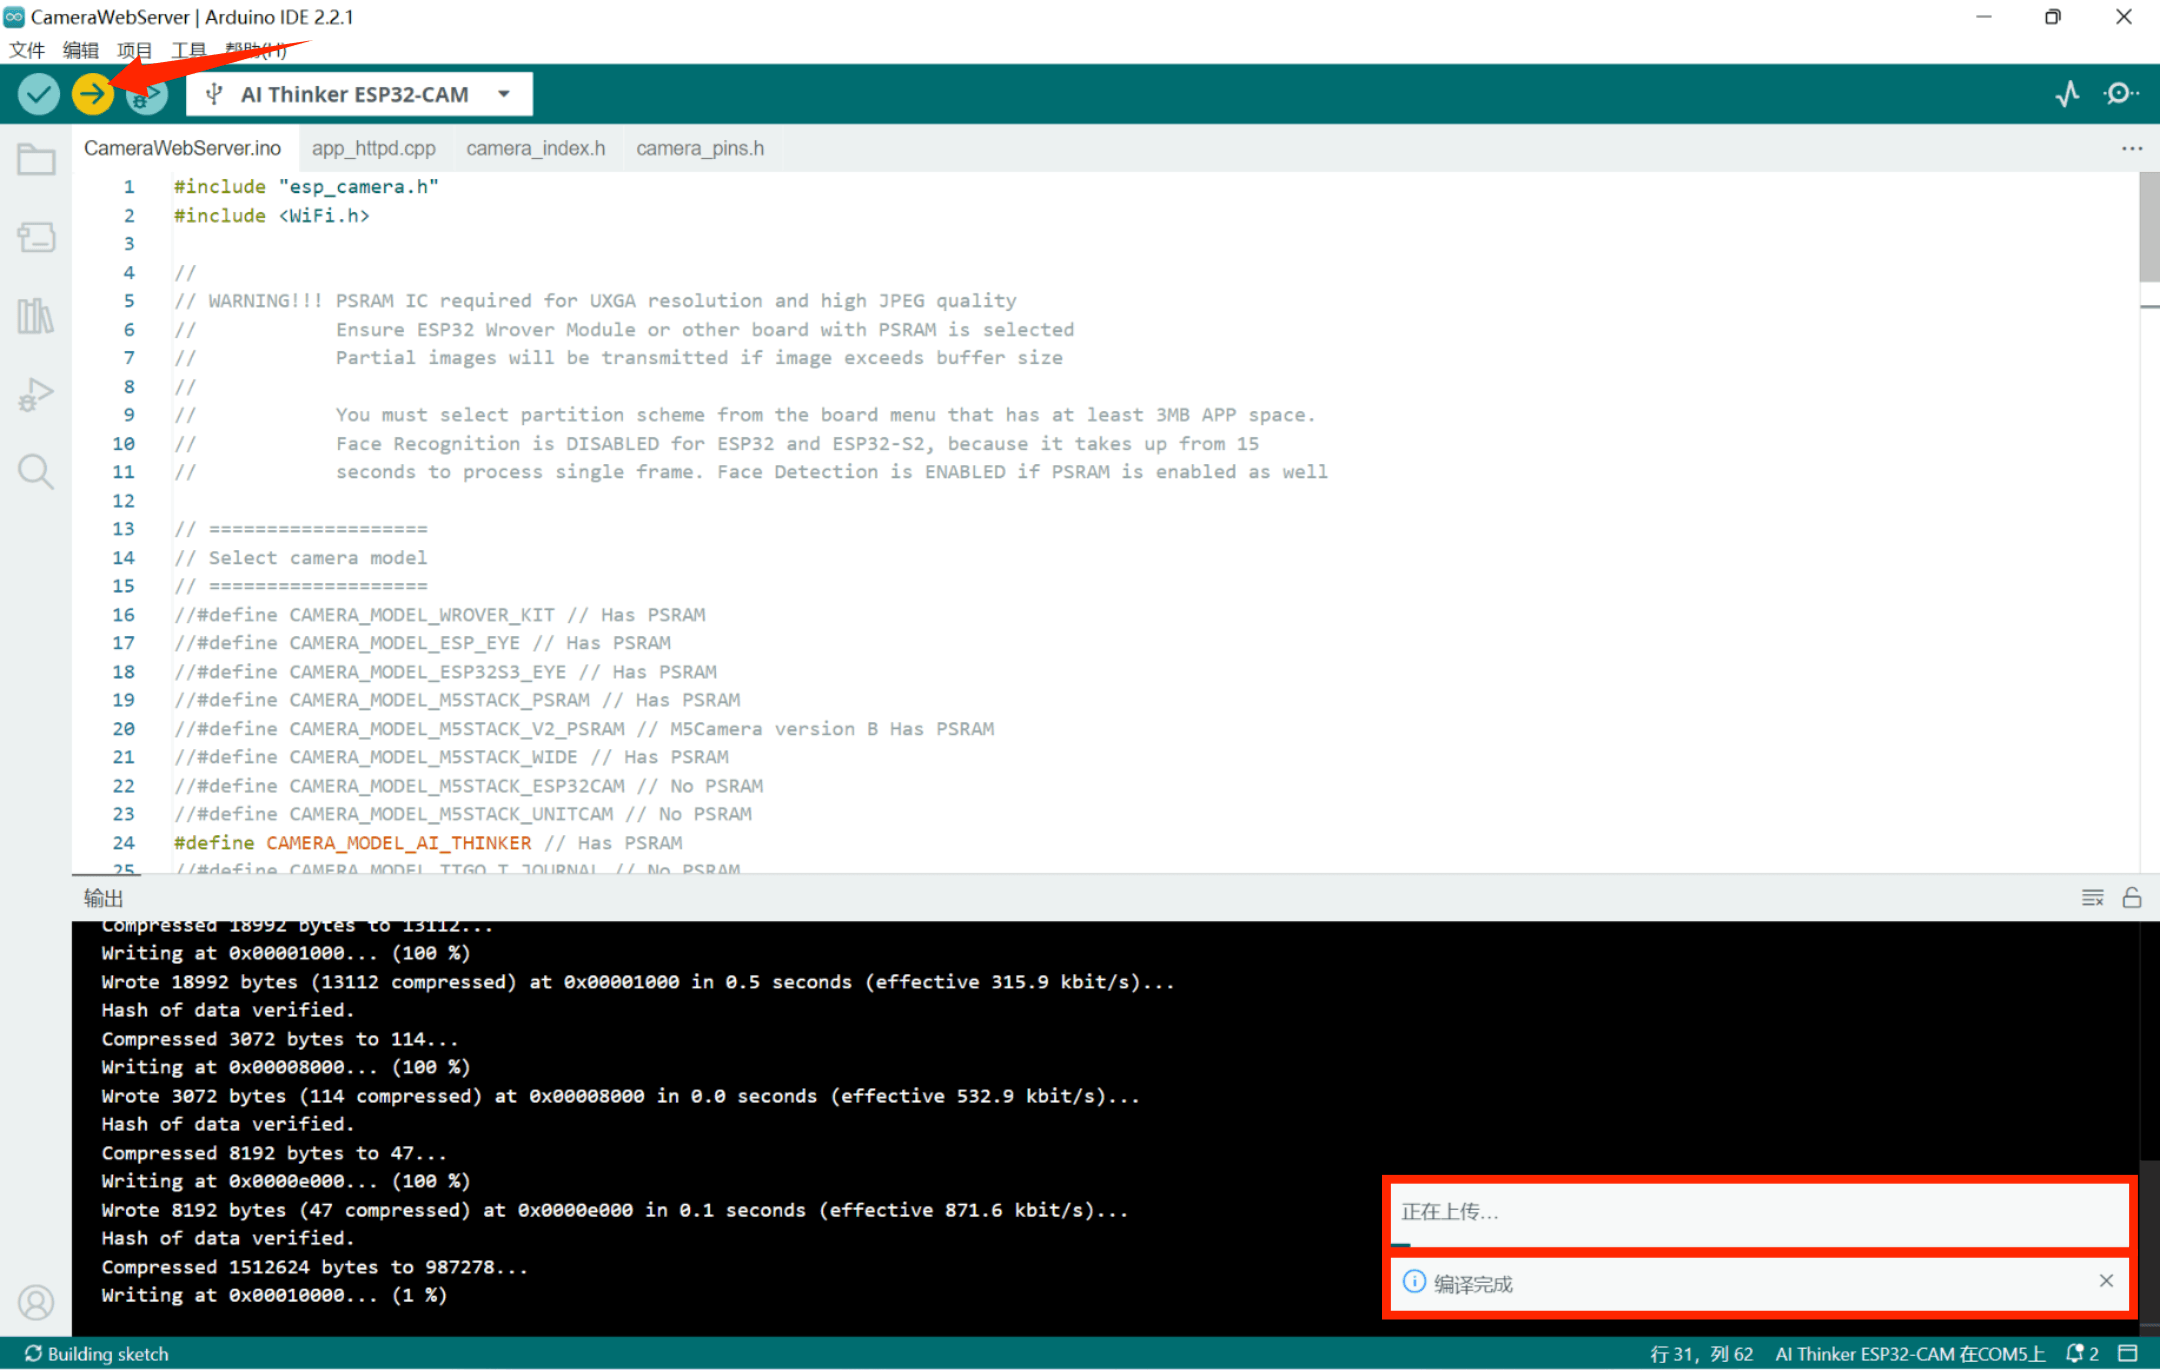 CameraWebServer | Arduino IDE 2.2.1
文件 编辑 项目 工具 帮助(H)
AI Thinker ESP32-CAM
CameraWebServer.ino app_httpd.cpp camera_index.h camera_pins.h
1 #include "esp_camera.h"
2 #include <WiFi.h>
3
4 //
5 // WARNING!!! PSRAM IC required for UXGA resolution and high JPEG quality
6 // Ensure ESP32 Wrover Module or other board with PSRAM is selected
7 // Partial images will be transmitted if image exceeds buffer size
8 //
9 // You must select partition scheme from the board menu that has at least 3MB APP space.
10 // Face Recognition is DISABLED for ESP32 and ESP32-S2, because it takes up from 15
11 // seconds to process single frame. Face Detection is ENABLED if PSRAM is enabled as well
12
13 // ===================
14 // Select camera model
15 // ===================
16 //#define CAMERA_MODEL_WROVER_KIT // Has PSRAM
17 //#define CAMERA_MODEL_ESP_EYE // Has PSRAM
18 //#define CAMERA_MODEL_ESP32S3_EYE // Has PSRAM
19 //#define CAMERA_MODEL_M5STACK_PSRAM // Has PSRAM
20 //#define CAMERA_MODEL_M5STACK_V2_PSRAM // M5Camera version B Has PSRAM
21 //#define CAMERA_MODEL_M5STACK_WIDE // Has PSRAM
22 //#define CAMERA_MODEL_M5STACK_ESP32CAM // No PSRAM
23 //#define CAMERA_MODEL_M5STACK_UNITCAM // No PSRAM
24 #define CAMERA_MODEL_AI_THINKER // Has PSRAM
25 //#define CAMERA_MODEL_TTGO_T_JOURNAL // No PSRAM
输出
Compressed 18992 bytes to 13112...
Writing at 0x00001000... (100 %)
Wrote 18992 bytes (13112 compressed) at 0x00001000 in 0.5 seconds (effective 315.9 kbit/s)...
Hash of data verified.
Compressed 3072 bytes to 114...
Writing at 0x00008000... (100 %)
Wrote 3072 bytes (114 compressed) at 0x00008000 in 0.0 seconds (effective 532.9 kbit/s)...
Hash of data verified.
Compressed 8192 bytes to 47...
Writing at 0x0000e000... (100 %)
Wrote 8192 bytes (47 compressed) at 0x0000e000 in 0.1 seconds (effective 871.6 kbit/s)...
Hash of data verified.
Compressed 1512624 bytes to 987278...
Writing at 0x00010000... (1 %)
正在上传...
编译完成
Building sketch
行 31，列 62 AI Thinker ESP32-CAM 在COM5上 2